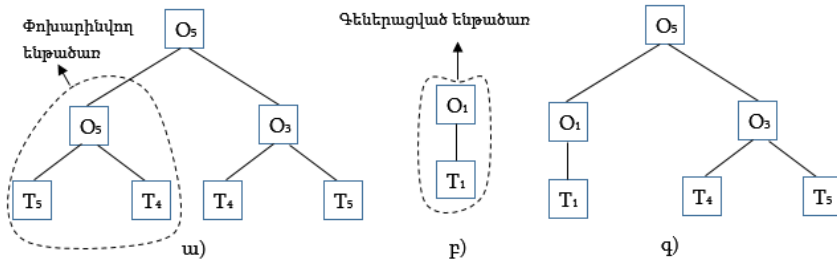 Փոխարինվող
ենթածառ
Գեներացված ենթածառ
O₅
O₅
O₃
T₅
T₄
T₄
T₅
ա)
O₁
T₁
բ)
O₅
O₁
O₃
T₁
T₄
T₅
գ)